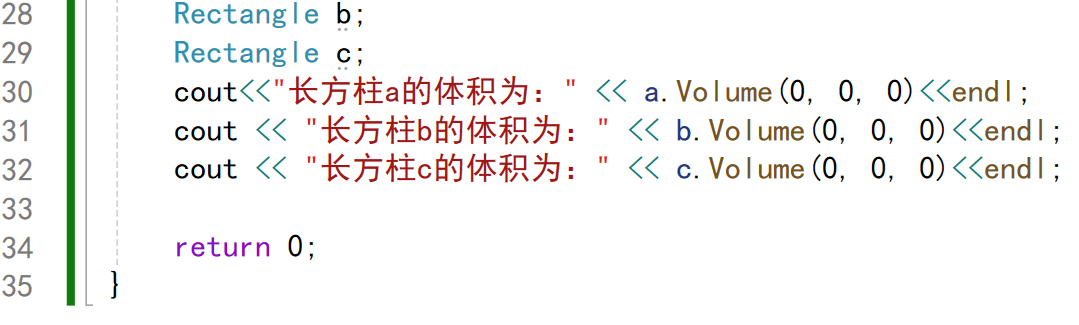 28 Rectangle b;
29 Rectangle c;
30 cout<<"长方柱a的体积为：" << a.Volume(0, 0, 0)<<endl;
31 cout << "长方柱b的体积为：" << b.Volume(0, 0, 0)<<endl;
32 cout << "长方柱c的体积为：" << c.Volume(0, 0, 0)<<endl;
33
34 return 0;
35 }